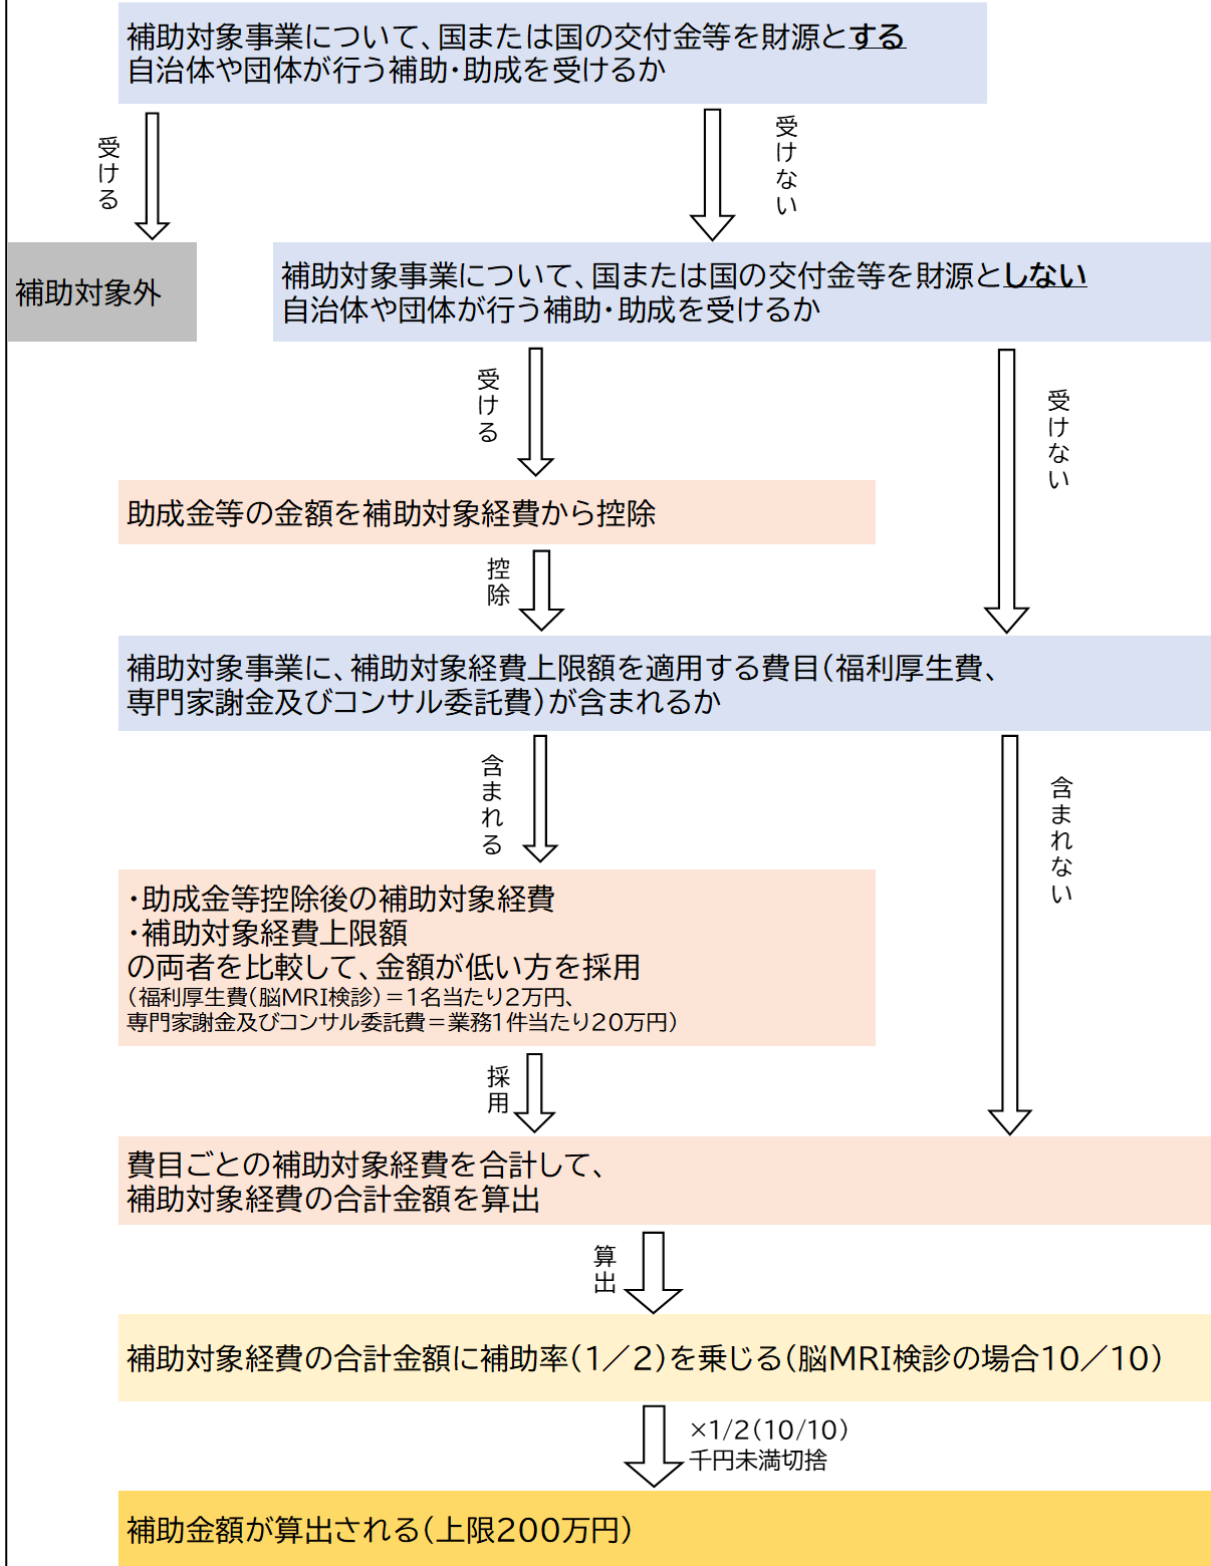 補助対象事業について、国または国の交付金等を財源とする
自治体や団体が行う補助・助成を受けるか
受ける
受けない
補助対象外
補助対象事業について、国または国の交付金等を財源としない
自治体や団体が行う補助・助成を受けるか
受ける
受けない
助成金等の金額を補助対象経費から控除
控除
補助対象事業に、補助対象経費上限額を適用する費目(福利厚生費、
専門家謝金及びコンサル委託費)が含まれるか
含まれる
含まれない
・助成金等控除後の補助対象経費
・補助対象経費上限額
の両者を比較して、金額が低い方を採用
(福利厚生費(脳MRI検診)=1名当たり2万円、
専門家謝金及びコンサル委託費=業務1件当たり20万円)
採用
費目ごとの補助対象経費を合計して、
補助対象経費の合計金額を算出
算出
補助対象経費の合計金額に補助率(1/2)を乗じる(脳MRI検診の場合10/10)
×1/2(10/10)
千円未満切捨
補助金額が算出される(上限200万円)